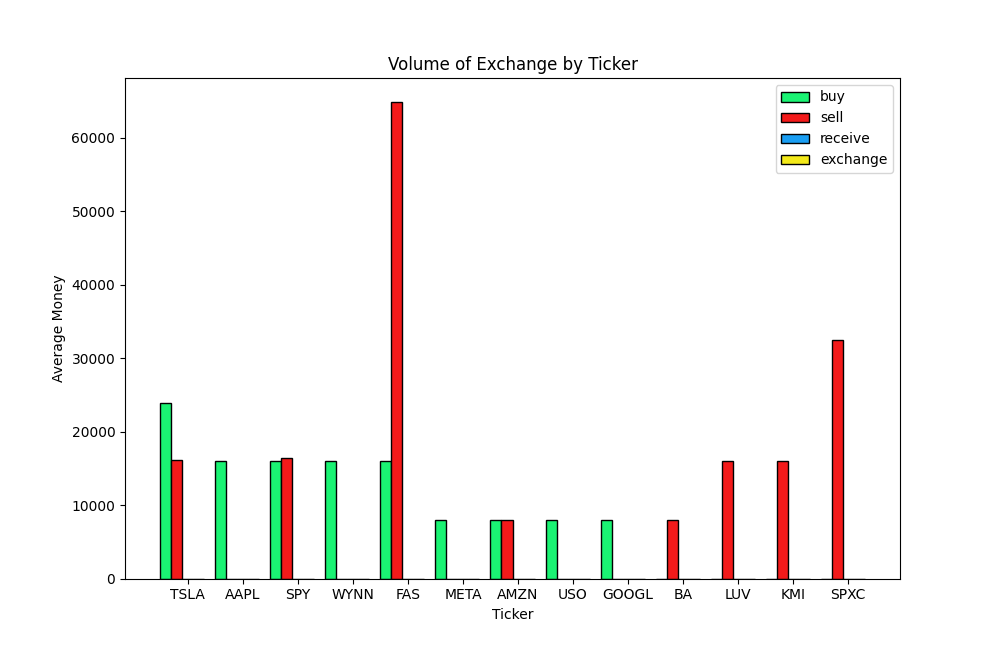 Volume of Exchange by Ticker
buy
sell
receive
exchange
60000
50000
40000
30000
20000
10000
0
Average Money
TSLA AAPL SPY WYNN FAS META AMZN USO GOOGL BA LUV KMI SPXC
Ticker